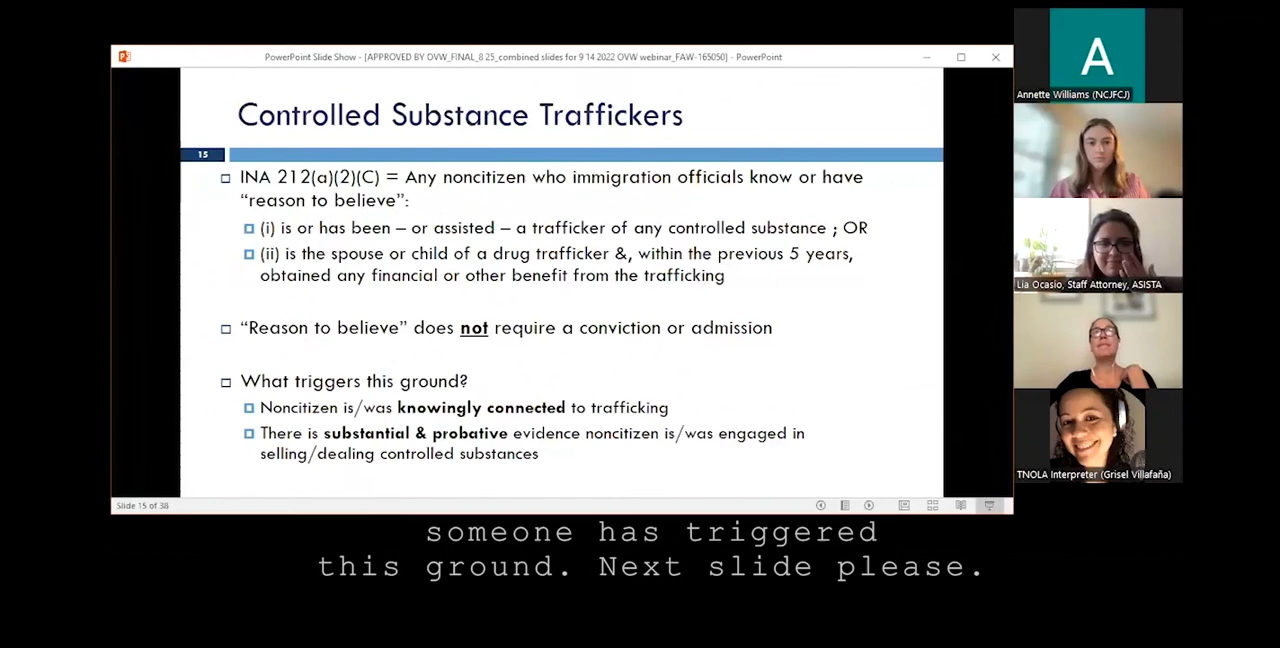 PowerPoint Slide Show - [APPROVED BY OVW_FINAL_8 25_combined slides for 9 14 2022 OVW webinar_FAW-165050] - PowerPoint
Controlled Substance Traffickers
15
INA 212(a)(2)(C) = Any noncitizen who immigration officials know or have
“reason to believe”:
(i) is or has been – or assisted – a trafficker of any controlled substance ; OR
(ii) is the spouse or child of a drug trafficker &, within the previous 5 years,
obtained any financial or other benefit from the trafficking
“Reason to believe” does not require a conviction or admission
What triggers this ground?
Noncitizen is/was knowingly connected to trafficking
There is substantial & probative evidence noncitizen is/was engaged in
selling/dealing controlled substances
Slide 15 of 38
A
Annette Williams (NCJFCJ)
Lia Ocasio, Staff Attorney, ASISTA
TNOLA Interpreter (Grisel Villafaña)
someone has triggered
this ground. Next slide please.